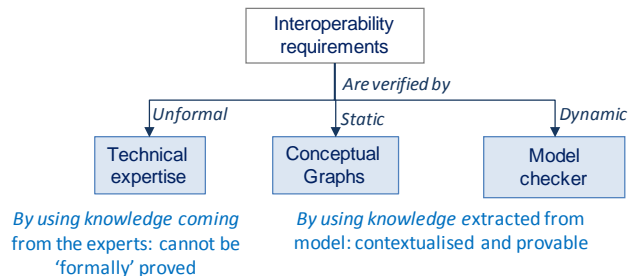 Interoperability
requirements
Are verified by
Unformal
Static
Dynamic
Technical
expertise
Conceptual
Graphs
Model
checker
By using knowledge coming
from the experts: cannot be
‘formally’ proved
By using knowledge extracted from
model: contextualised and provable